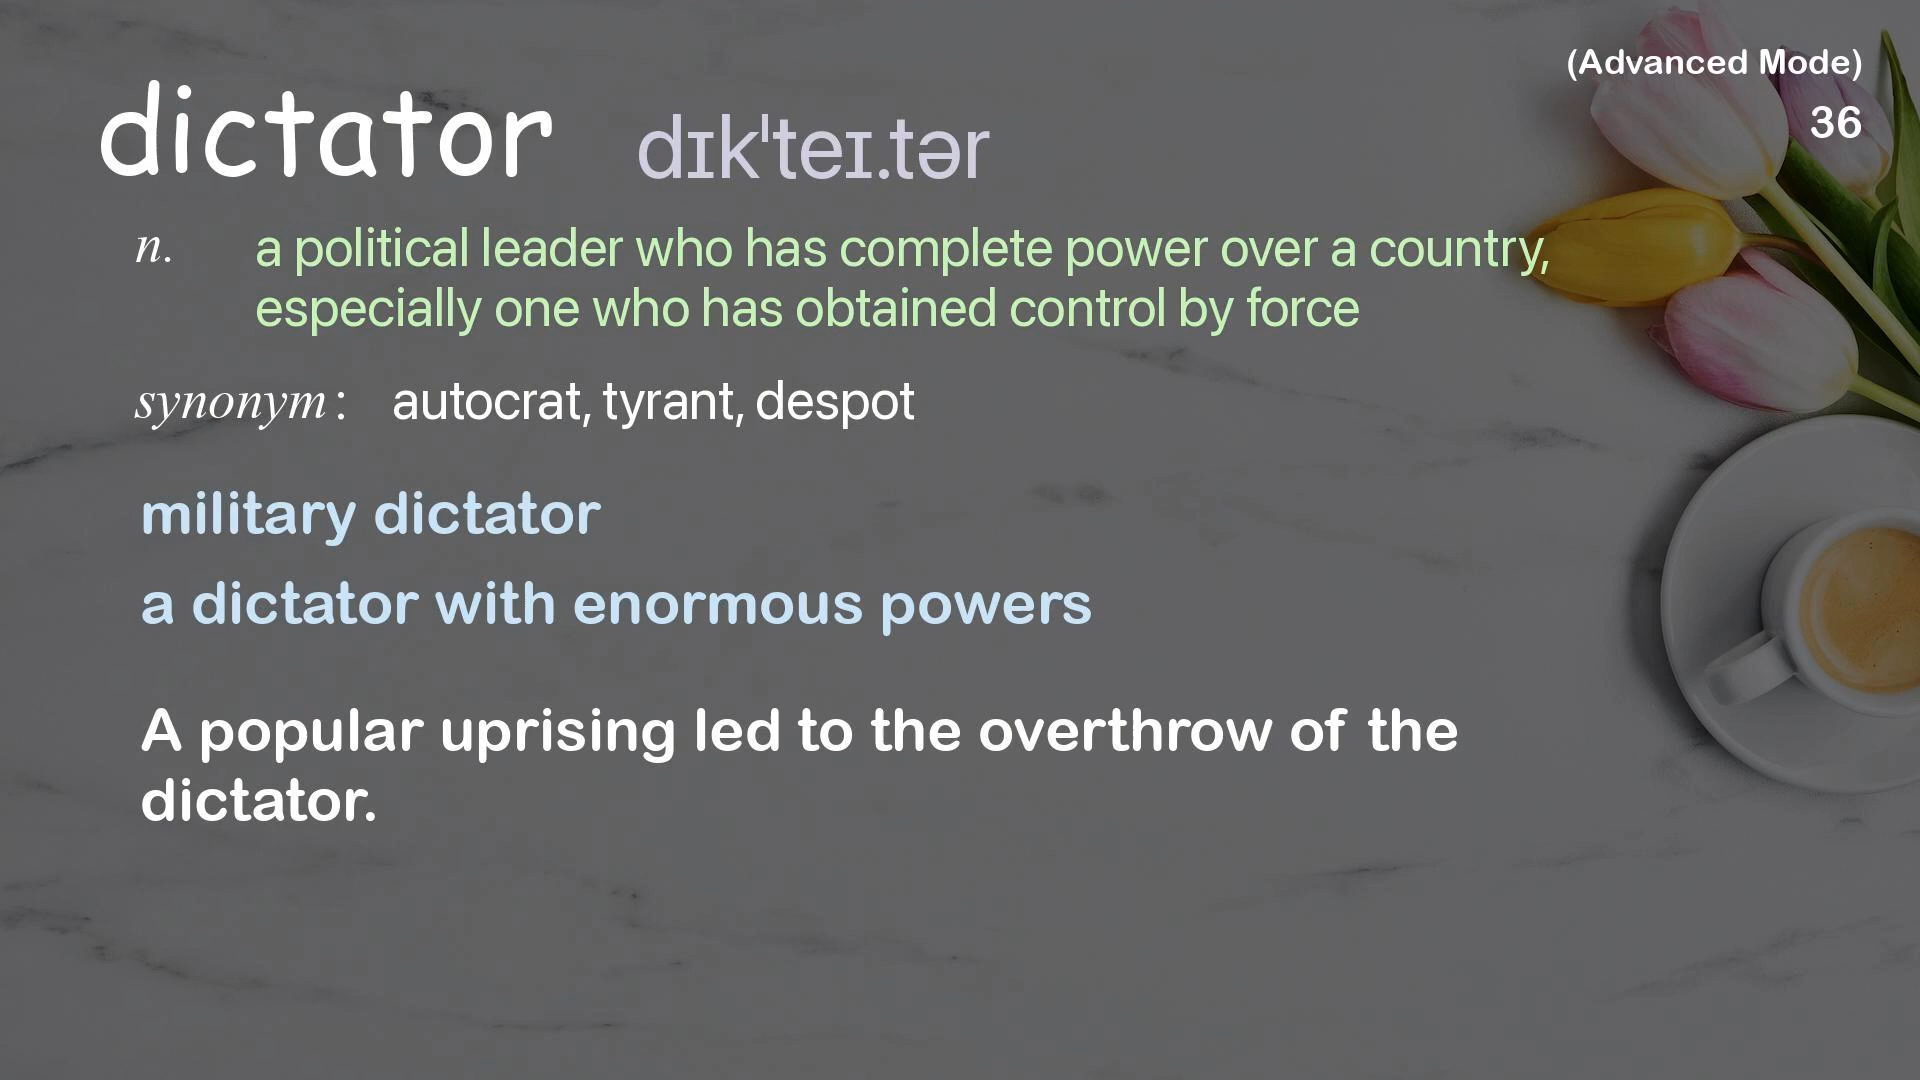 (Advanced Mode)
36
dictator dɪkˈteɪ.tər
n. a political leader who has complete power over a country,
especially one who has obtained control by force
synonym: autocrat, tyrant, despot
military dictator
a dictator with enormous powers
A popular uprising led to the overthrow of the
dictator.